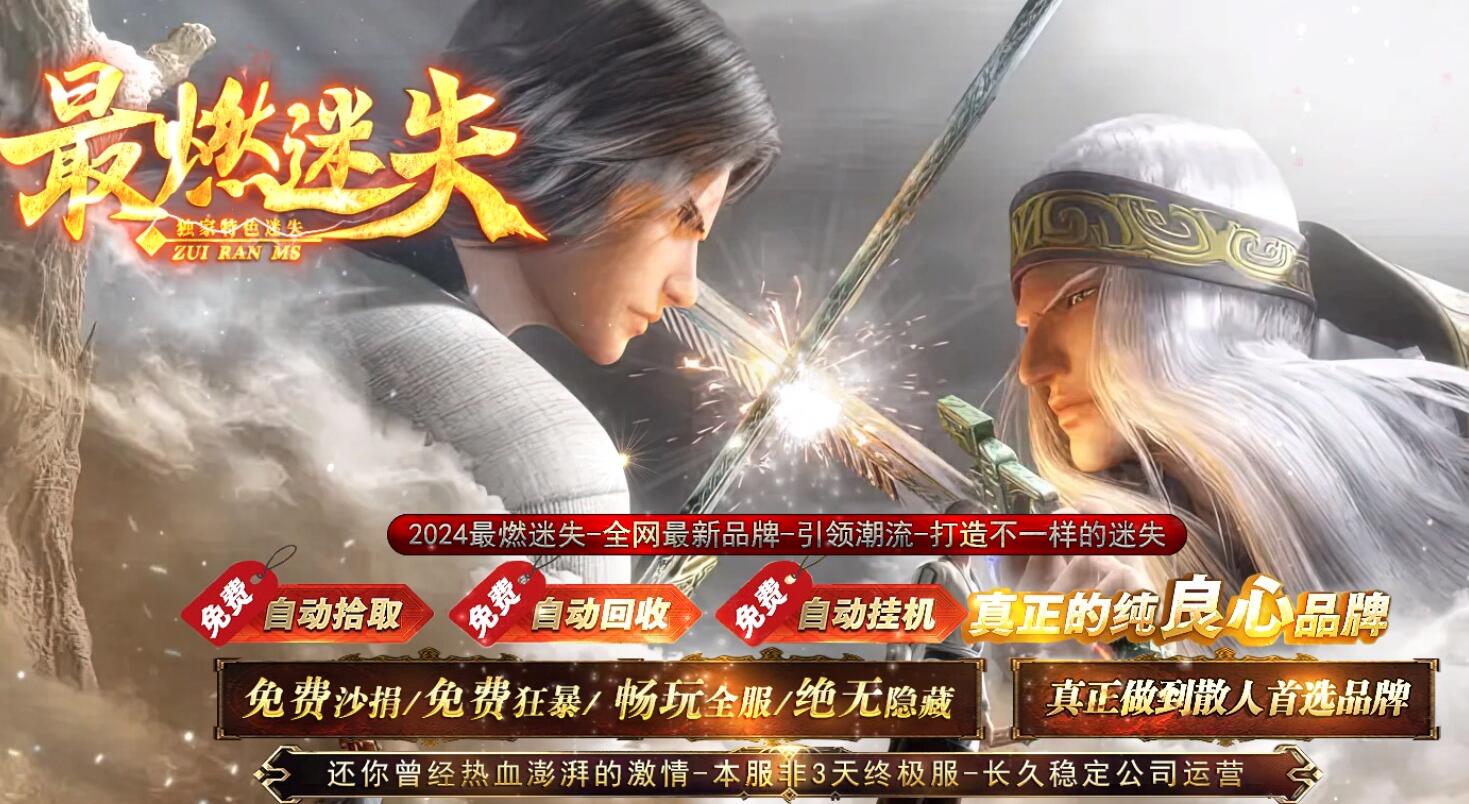 最燃迷失
独家特色迷失
ZUI RAN MS
2024最燃迷失-全网最新品牌-引领潮流-打造不一样的迷失
免费 自动拾取 免费 自动回收 免费 自动挂机 真正的纯良心品牌
免费沙捐/免费狂暴/畅玩全服/绝无隐藏 真正做到散人首选品牌
还你曾经热血澎湃的激情-本服非3天终极服-长久稳定公司运营